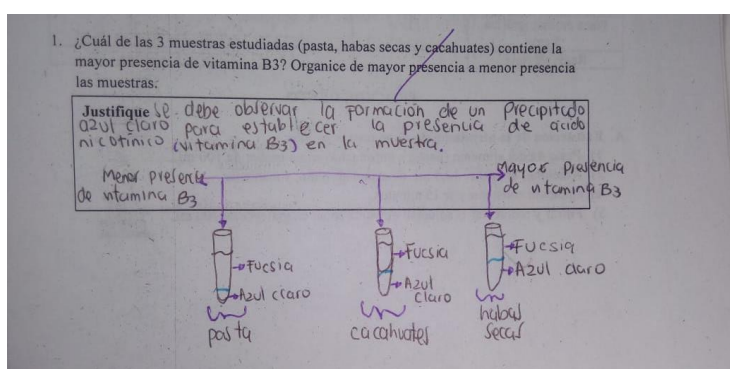 1. ¿Cuál de las 3 muestras estudiadas (pasta, habas secas y cacahuates) contiene la
mayor presencia de vitamina B3? Organice de mayor presencia a menor presencia
las muestras.
Justifique se debe observar la formación de un Precipitado
azul claro para establecer la presencia de ácido
nicotínico (vitamina B3) en la muestra.
Menor presencia
de vitamina B3
Mayor presencia
de vitamina B3
Fucsia
Azul claro
pasta
Fucsia
Azul
claro
cacahuates
Fucsia
Azul claro
habas
secas